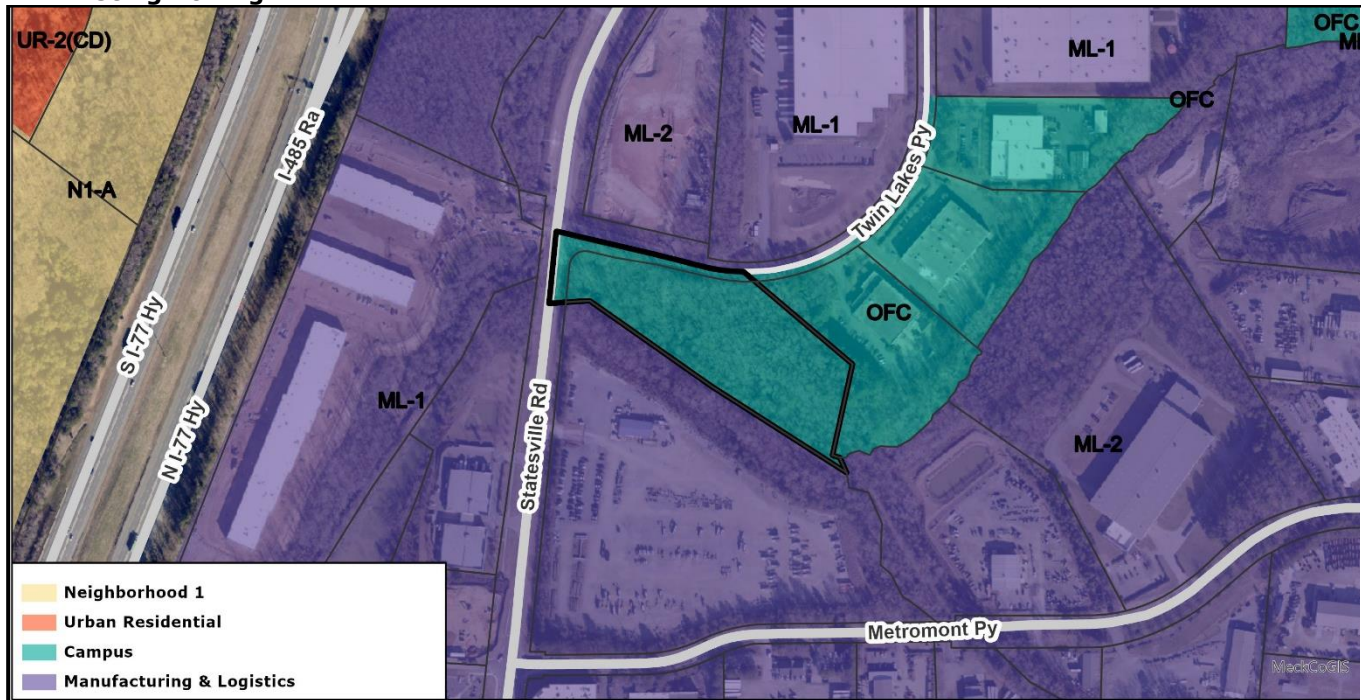 UR-2(CD)
OFC
ML-1
I-485 Ra
OFC
ML-2
ML-1
Twin Lakes Py
N1-A
S I-77 Hy
OFC
N I-77 Hy
ML-1
Statesville Rd
ML-2
Metromont Py
Neighborhood 1
Urban Residential
Campus
Manufacturing & Logistics
MeckCoGIS